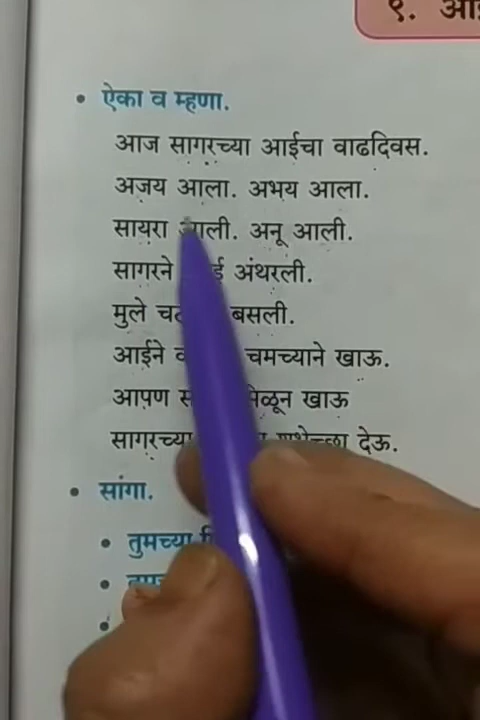 ९.
ऐका व म्हणा.
आज सागरच्या आईचा वाढदिवस.
अजय आला. अभय आला.
सायरा आली. अनू आली.
सागरने अंथरली.
मुले बसली.
आईने चमच्याने खाऊ.
आपण मिळून खाऊ
सागरच्या शुभेच्छा देऊ.
सांगा.
तुमच्या